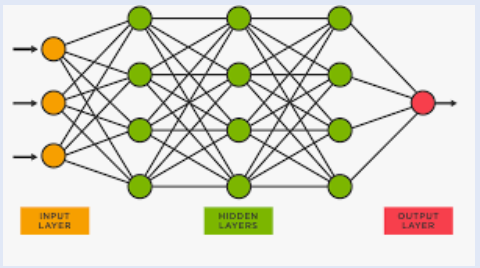 INPUT
LAYER
HIDDEN
LAYERS
OUTPUT
LAYER